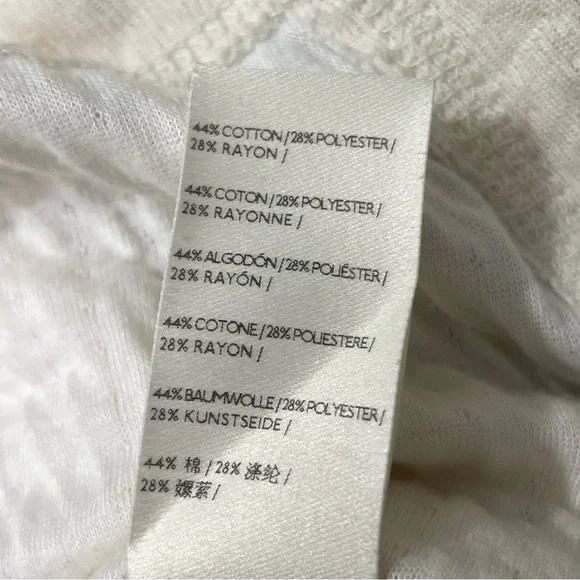 44% COTTON / 28% POLYESTER /
28% RAYON /
44% COTON / 28% POLYESTER /
28% RAYONNE /
44% ALGODÓN / 28% POLIÉSTER /
28% RAYÓN /
44% COTONE / 28% POLIESTERE /
28% RAYON /
44% BAUMWOLLE / 28% POLYESTER /
28% KUNSTSEIDE /
44% 棉 / 28% 涤纶 /
28% 嫘萦 /